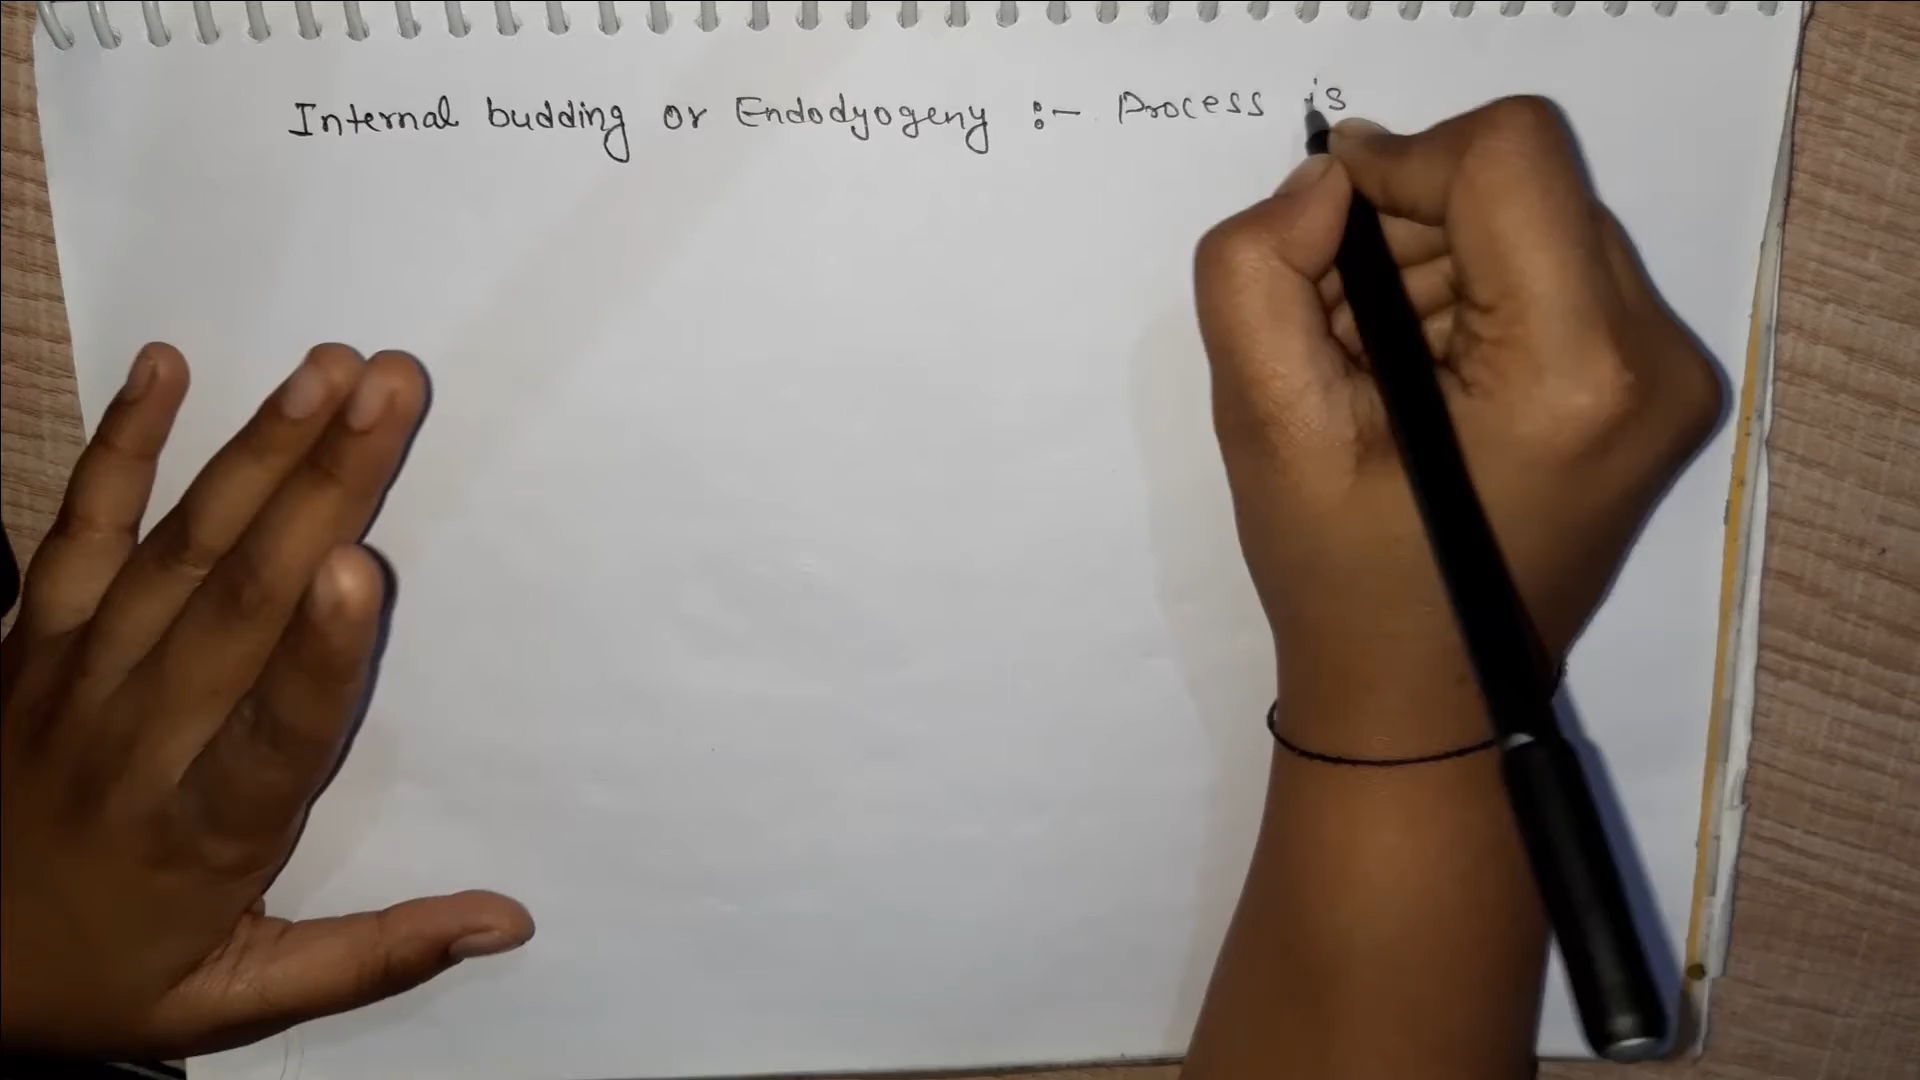 Internal budding or Endodyogeny :- Process is